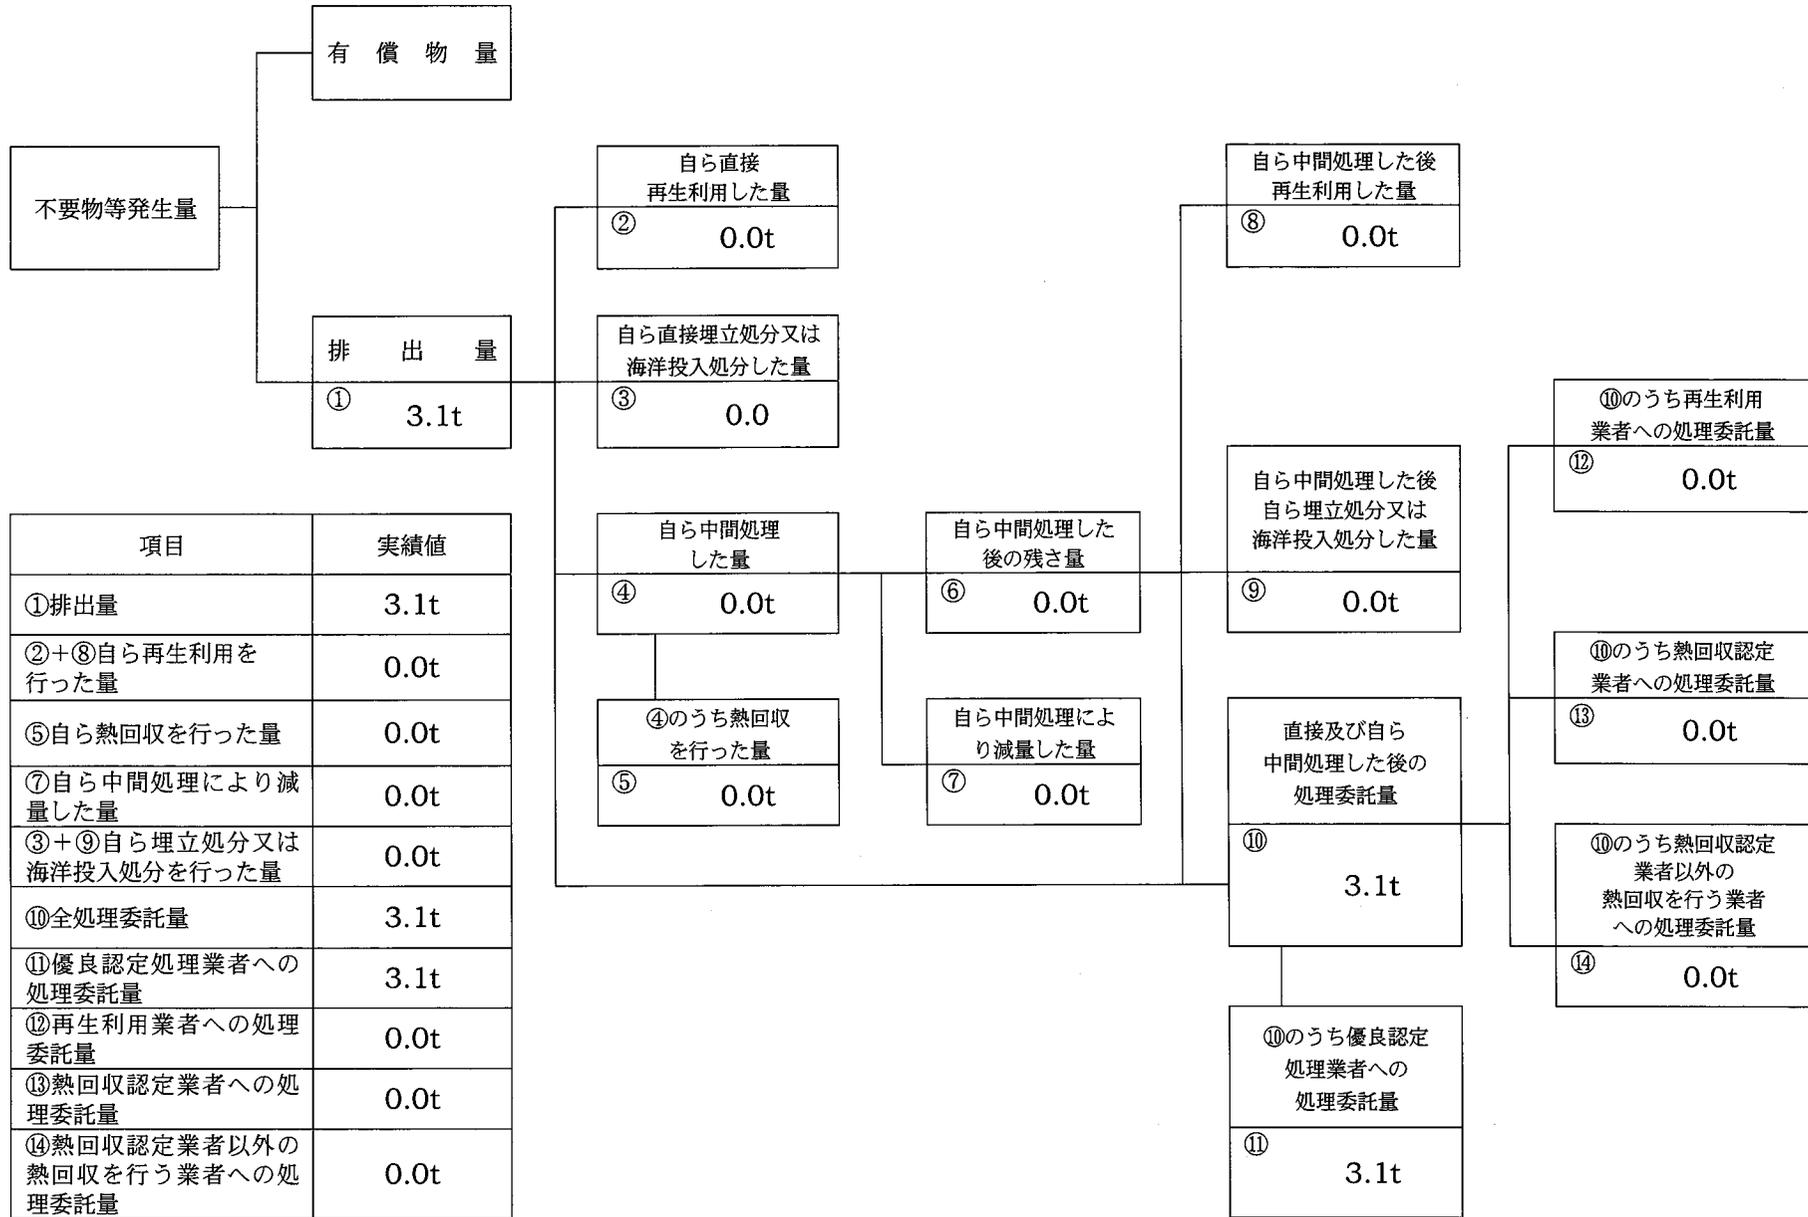 有償物量
不要物等発生量
排出量
① 3.1t
自ら直接
再生利用した量
② 0.0t
自ら直接埋立処分又は
海洋投入処分した量
③ 0.0
自ら中間処理
した量
④ 0.0t
④のうち熱回収
を行った量
⑤ 0.0t
自ら中間処理した
後の残さ量
⑥ 0.0t
自ら中間処理によ
り減量した量
⑦ 0.0t
自ら中間処理した後
再生利用した量
⑧ 0.0t
自ら中間処理した後
自ら埋立処分又は
海洋投入処分した量
⑨ 0.0t
直接及び自ら
中間処理した後の
処理委託量
⑩
3.1t
⑩のうち優良認定
処理業者への
処理委託量
⑪
3.1t
⑩のうち再生利用
業者への処理委託量
⑫ 0.0t
⑩のうち熱回収認定
業者への処理委託量
⑬ 0.0t
⑩のうち熱回収認定
業者以外の
熱回収を行う業者
への処理委託量
⑭ 0.0t
項目 実績値
①排出量 3.1t
②+⑧自ら再生利用を
行った量 0.0t
⑤自ら熱回収を行った量 0.0t
⑦自ら中間処理により減
量した量 0.0t
③+⑨自ら埋立処分又は
海洋投入処分を行った量 0.0t
⑩全処理委託量 3.1t
⑪優良認定処理業者への
処理委託量 3.1t
⑫再生利用業者への処理
委託量 0.0t
⑬熱回収認定業者への処
理委託量 0.0t
⑭熱回収認定業者以外の
熱回収を行う業者への処
理委託量 0.0t